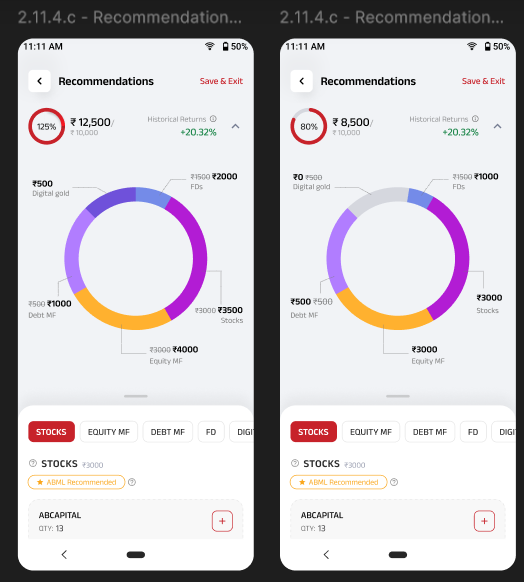 2.11.4.c - Recommendation...
11:11 AM
50%
Recommendations
Save & Exit
125%
₹ 12,500/
₹ 10,000
Historical Returns
+20.32%
₹500
Digital gold
₹1500 ₹2000
FDs
₹500 ₹1000
Debt MF
₹3000 ₹3500
Stocks
₹3000 ₹4000
Equity MF
STOCKS
EQUITY MF
DEBT MF
FD
DIGI
STOCKS ₹3000
ABML Recommended
ABCAPITAL
QTY: 13
+
2.11.4.c - Recommendation...
11:11 AM
50%
Recommendations
Save & Exit
80%
₹ 8,500/
₹ 10,000
Historical Returns
+20.32%
₹0 ₹500
Digital gold
₹1500 ₹1000
FDs
₹500 ₹500
Debt MF
₹3000
Stocks
₹3000
Equity MF
STOCKS
EQUITY MF
DEBT MF
FD
DIGI
STOCKS ₹3000
ABML Recommended
ABCAPITAL
QTY: 13
+